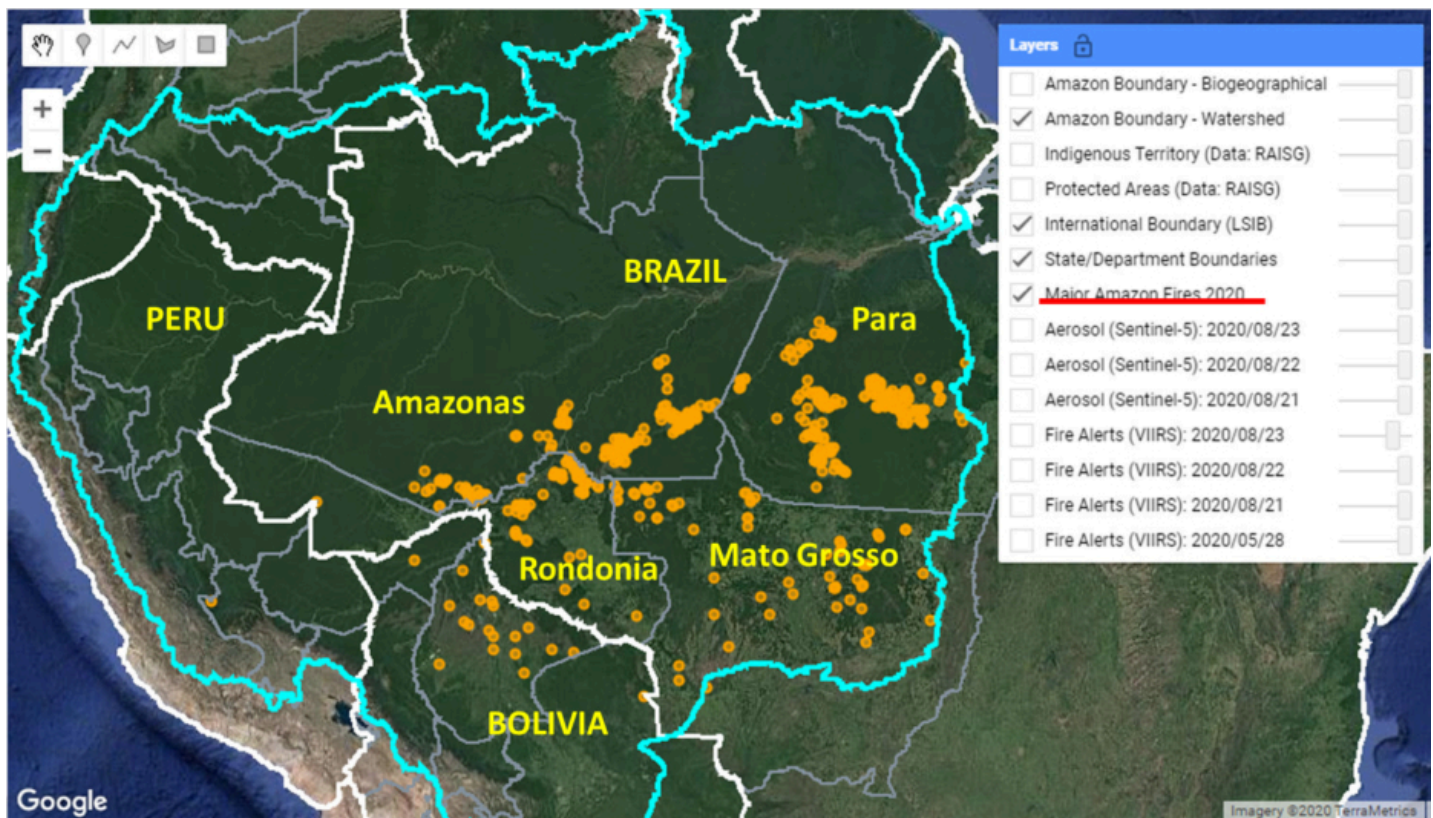 Layers
Amazon Boundary - Biogeographical
Amazon Boundary - Watershed
Indigenous Territory (Data: RAISG)
Protected Areas (Data: RAISG)
International Boundary (LSIB)
State/Department Boundaries
Major Amazon Fires 2020
Aerosol (Sentinel-5): 2020/08/23
Aerosol (Sentinel-5): 2020/08/22
Aerosol (Sentinel-5): 2020/08/21
Fire Alerts (VIIRS): 2020/08/23
Fire Alerts (VIIRS): 2020/08/22
Fire Alerts (VIIRS): 2020/08/21
Fire Alerts (VIIRS): 2020/05/28
+
−
BRAZIL
PERU
Para
Amazonas
Rondonia
Mato Grosso
BOLIVIA
Google
Imagery ©2020 TerraMetrics